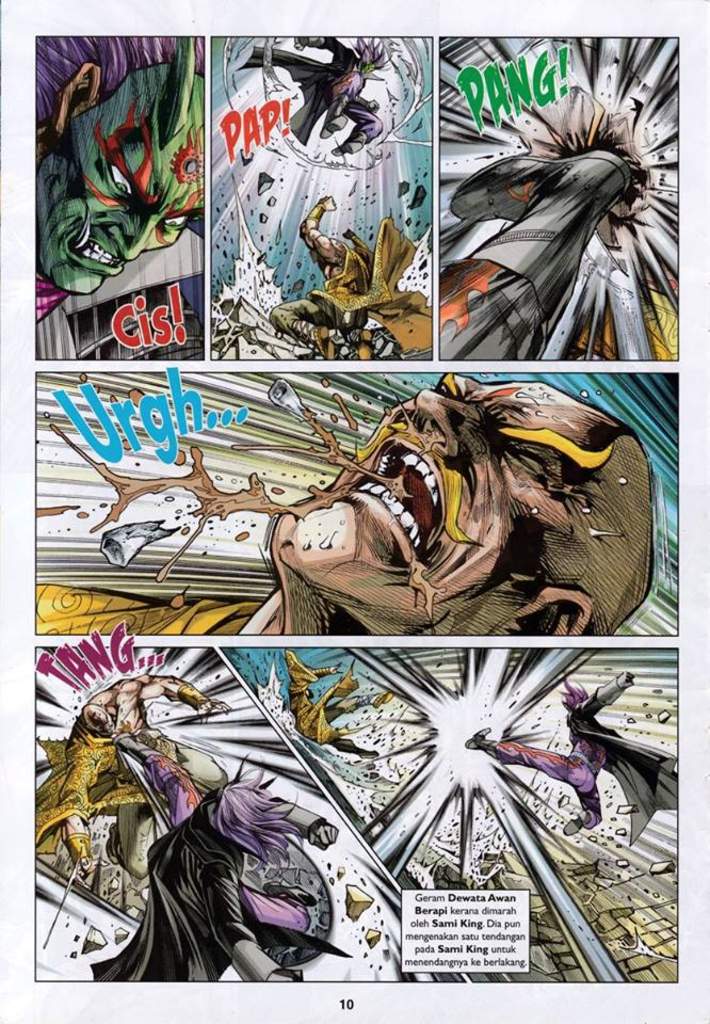 Cis!
PAP!
PANG!
Urgh...
TANG...
Geram Dewata Awan
Berapi kerana dimarah
oleh Sami King. Dia pun
mengenakan satu tendangan
pada Sami King untuk
menendangnya ke berlakang.
10